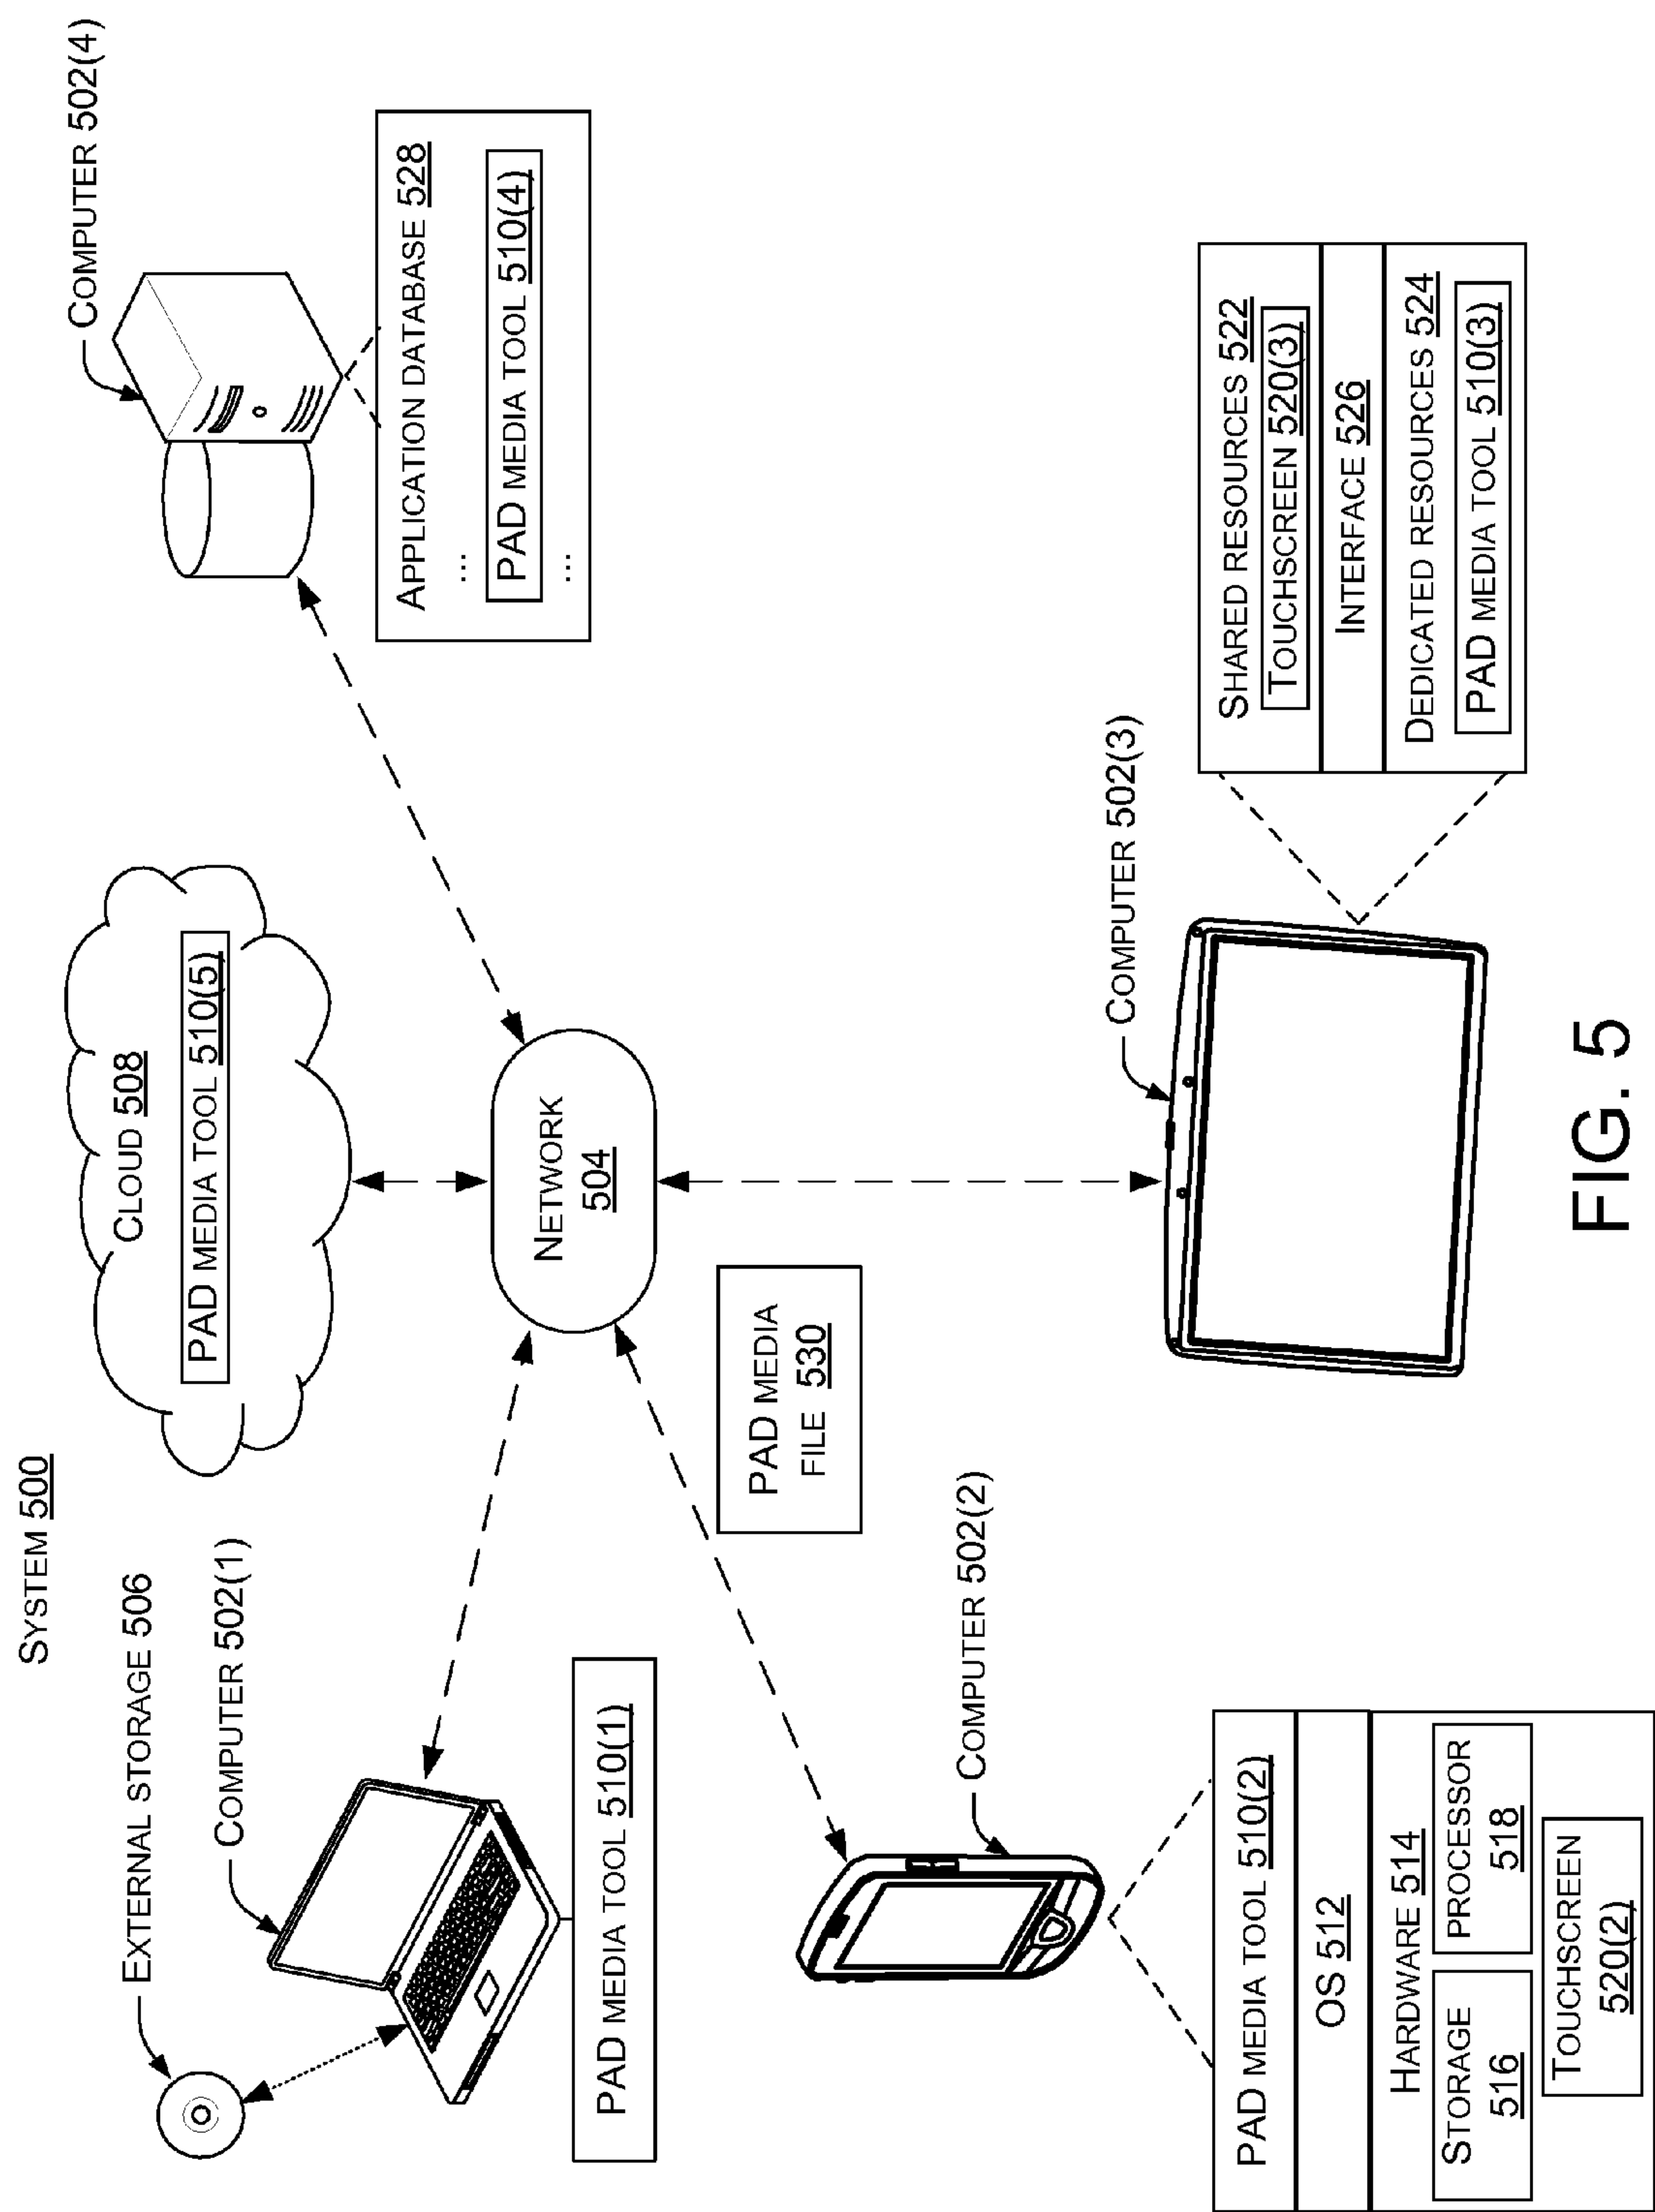 SYSTEM 500
EXTERNAL STORAGE 506
COMPUTER 502(1)
PAD MEDIA TOOL 510(1)
CLOUD 508
PAD MEDIA TOOL 510(5)
COMPUTER 502(4)
APPLICATION DATABASE 528
...
PAD MEDIA TOOL 510(4)
...
NETWORK
504
PAD MEDIA
FILE 530
COMPUTER 502(2)
PAD MEDIA TOOL 510(2)
OS 512
HARDWARE 514
STORAGE
516
PROCESSOR
518
TOUCHSCREEN
520(2)
COMPUTER 502(3)
SHARED RESOURCES 522
TOUCHSCREEN 520(3)
INTERFACE 526
DEDICATED RESOURCES 524
PAD MEDIA TOOL 510(3)
FIG. 5